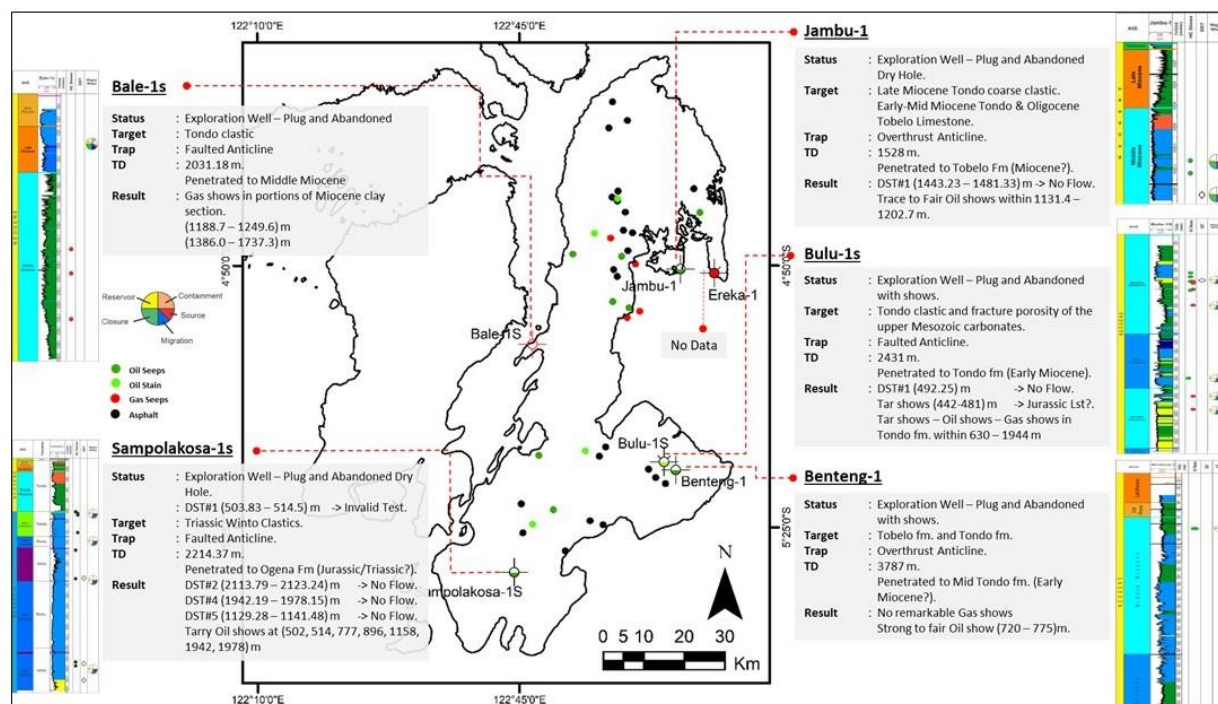 122°10'0"E
122°45'0"E
Bale-1s
Status : Exploration Well – Plug and Abandoned
Target : Tondo clastic
Trap : Faulted Anticline
TD : 2031.18 m.
Penetrated to Middle Miocene
Result : Gas shows in portions of Miocene clay
section.
(1188.7 – 1249.6) m
(1386.0 – 1737.3) m
Reservoir
Containment
Closure
Source
Migration
Oil Seeps
Oil Stain
Gas Seeps
Asphalt
Sampolakosa-1s
Status : Exploration Well – Plug and Abandoned Dry
Hole.
: DST#1 (503.83 – 514.5) m -> Invalid Test.
Target : Triassic Winto Clastics.
Trap : Faulted Anticline.
TD : 2214.37 m.
Penetrated to Ogena Fm (Jurassic/Triassic?).
Result : DST#2 (2113.79 – 2123.24) m -> No Flow.
DST#4 (1942.19 – 1978.15) m -> No Flow.
DST#5 (1129.28 – 1141.48) m -> No Flow.
Tarry Oil shows at (502, 514, 777, 896, 1158,
1942, 1978) m
4°50'0"S
Jambu-1
Ereka-1
No Data
Bale-1S
Bulu-1S
Benteng-1
ampolakosa-1S
4°50'0"S
5°25'0"S
N
0 5 10 15 20 30
Km
122°10'0"E
122°45'0"E
Jambu-1
Status : Exploration Well – Plug and Abandoned
Dry Hole.
Target : Late Miocene Tondo coarse clastic.
Early-Mid Miocene Tondo & Oligocene
Tobelo Limestone.
Trap : Overthrust Anticline.
TD : 1528 m.
Penetrated to Tobelo Fm (Miocene?).
Result : DST#1 (1443.23 – 1481.33) m -> No Flow.
Trace to Fair Oil shows within 1131.4 –
1202.7 m.
Bulu-1s
Status : Exploration Well – Plug and Abandoned
with shows.
Target : Tondo clastic and fracture porosity of the
upper Mesozoic carbonates.
Trap : Faulted Anticline.
TD : 2431 m.
Penetrated to Tondo fm (Early Miocene).
Result : DST#1 (492.25) m -> No Flow.
Tar shows (442-481) m -> Jurassic Lst?.
Tar shows – Oil shows – Gas shows in
Tondo fm. within 630 – 1944 m
Benteng-1
Status : Exploration Well – Plug and Abandoned
with shows.
Target : Tobelo fm. and Tondo fm.
Trap : Overthrust Anticline.
TD : 3787 m.
Penetrated to Mid Tondo fm. (Early
Miocene?).
Result : No remarkable Gas shows
Strong to fair Oil show (720 – 775)m.